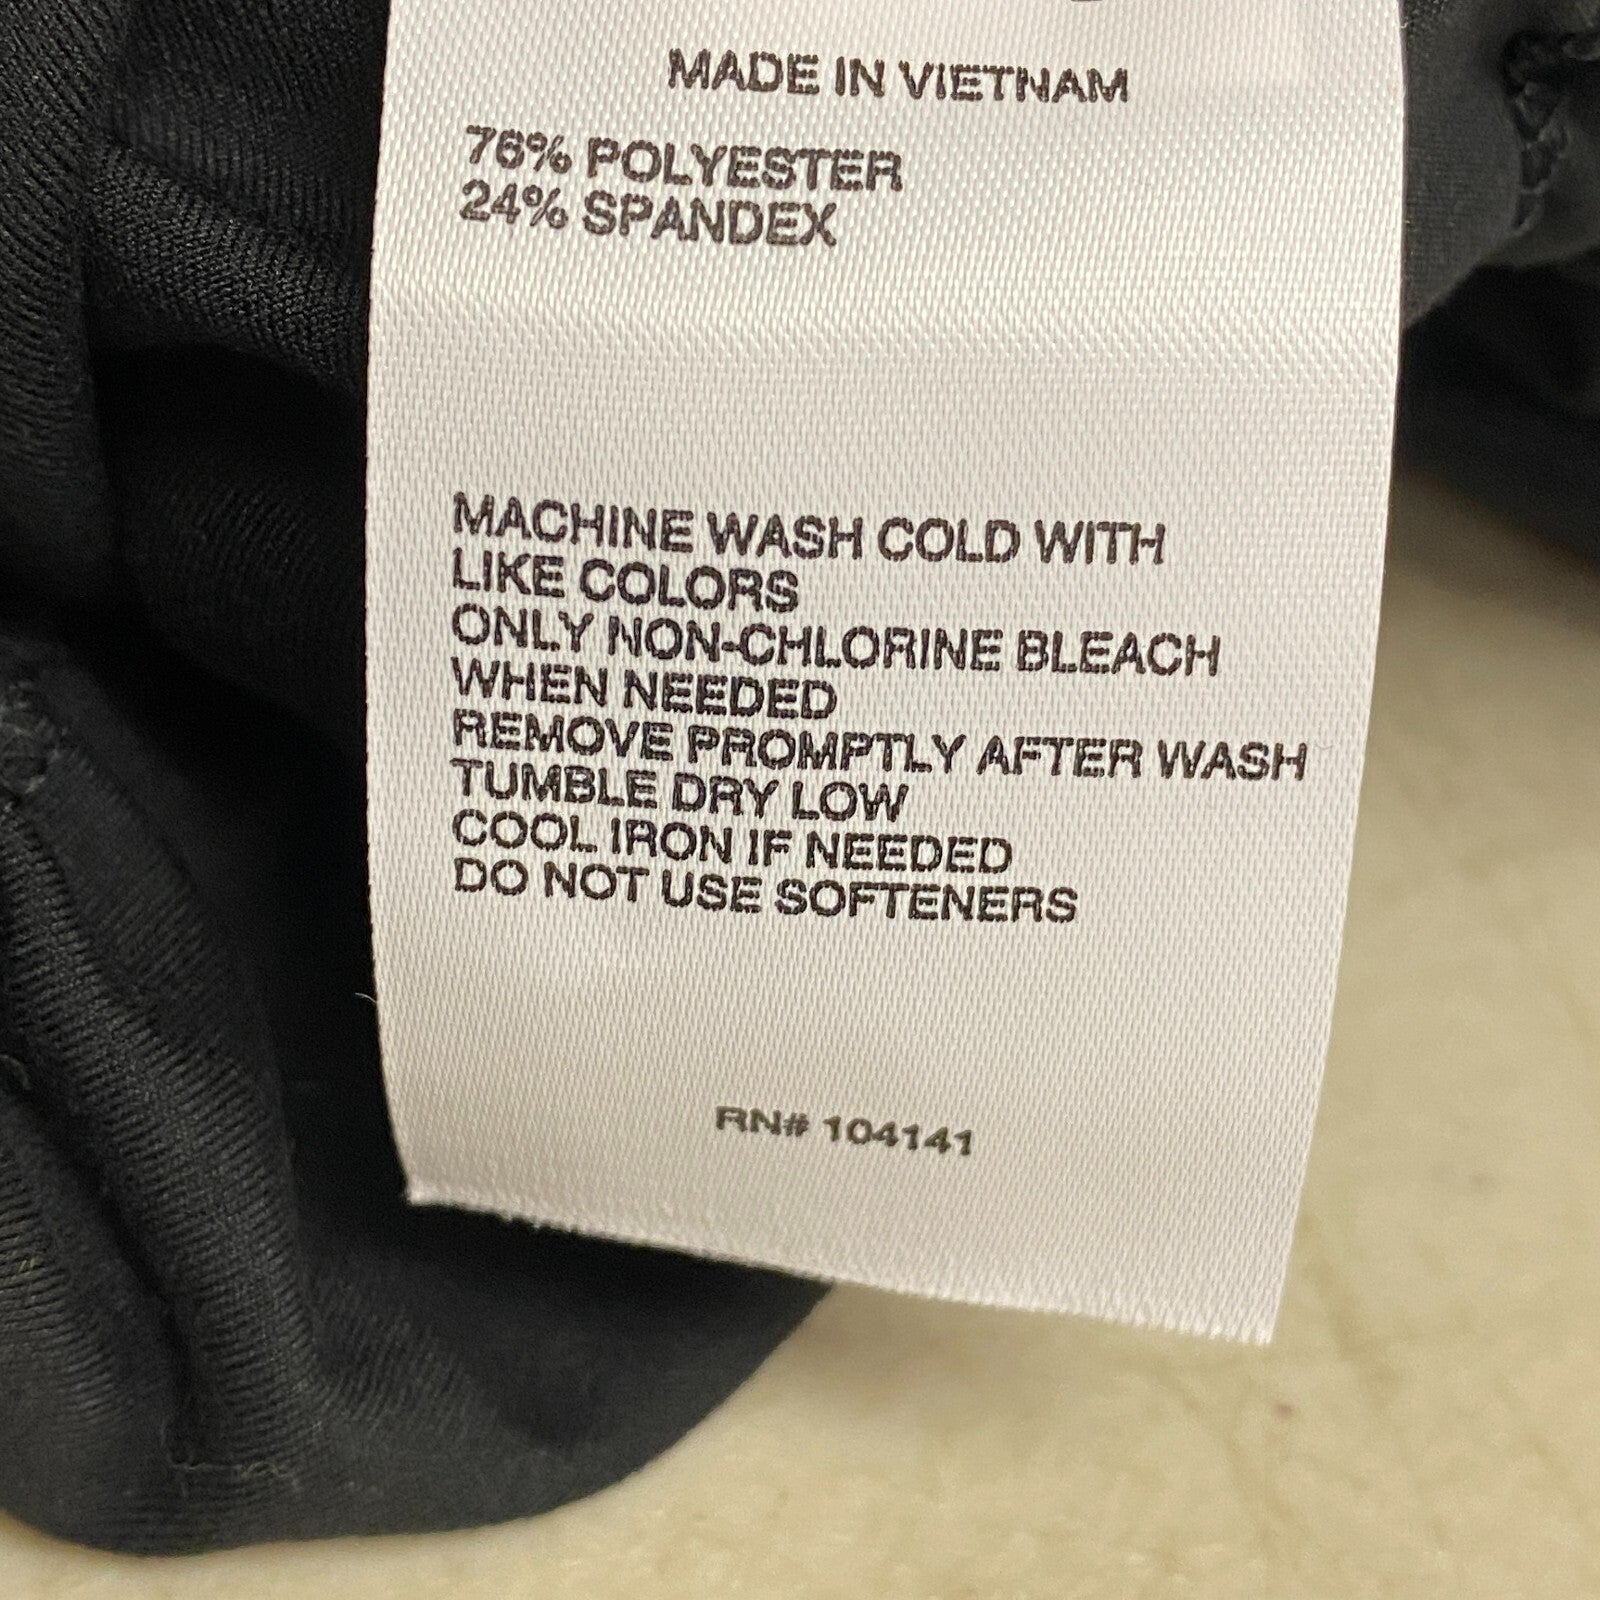 MADE IN VIETNAM
76% POLYESTER
24% SPANDEX
MACHINE WASH COLD WITH
LIKE COLORS
ONLY NON-CHLORINE BLEACH
WHEN NEEDED
REMOVE PROMPTLY AFTER WASH
TUMBLE DRY LOW
COOL IRON IF NEEDED
DO NOT USE SOFTENERS
RN# 104141